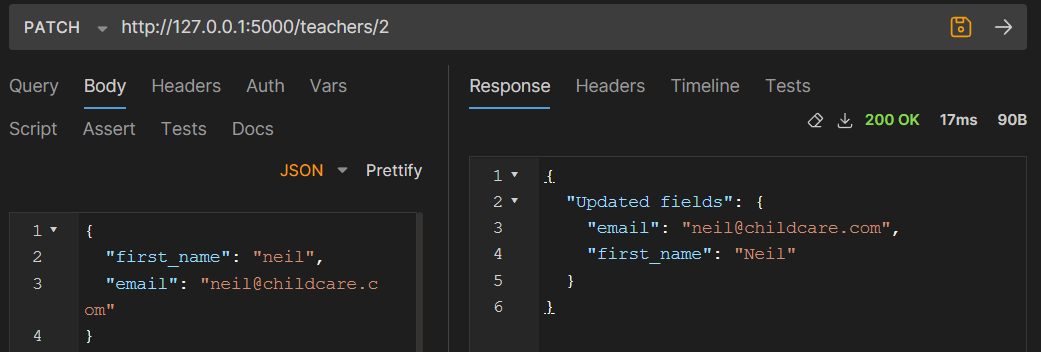 PATCH http://127.0.0.1:5000/teachers/2
Query Body Headers Auth Vars
Script Assert Tests Docs
JSON Prettify
1 {
2 "first_name": "neil",
3 "email": "neil@childcare.c
om"
4 }
Response Headers Timeline Tests
200 OK 17ms 90B
1 {
2 "Updated fields": {
3 "email": "neil@childcare.com",
4 "first_name": "Neil"
5 }
6 }